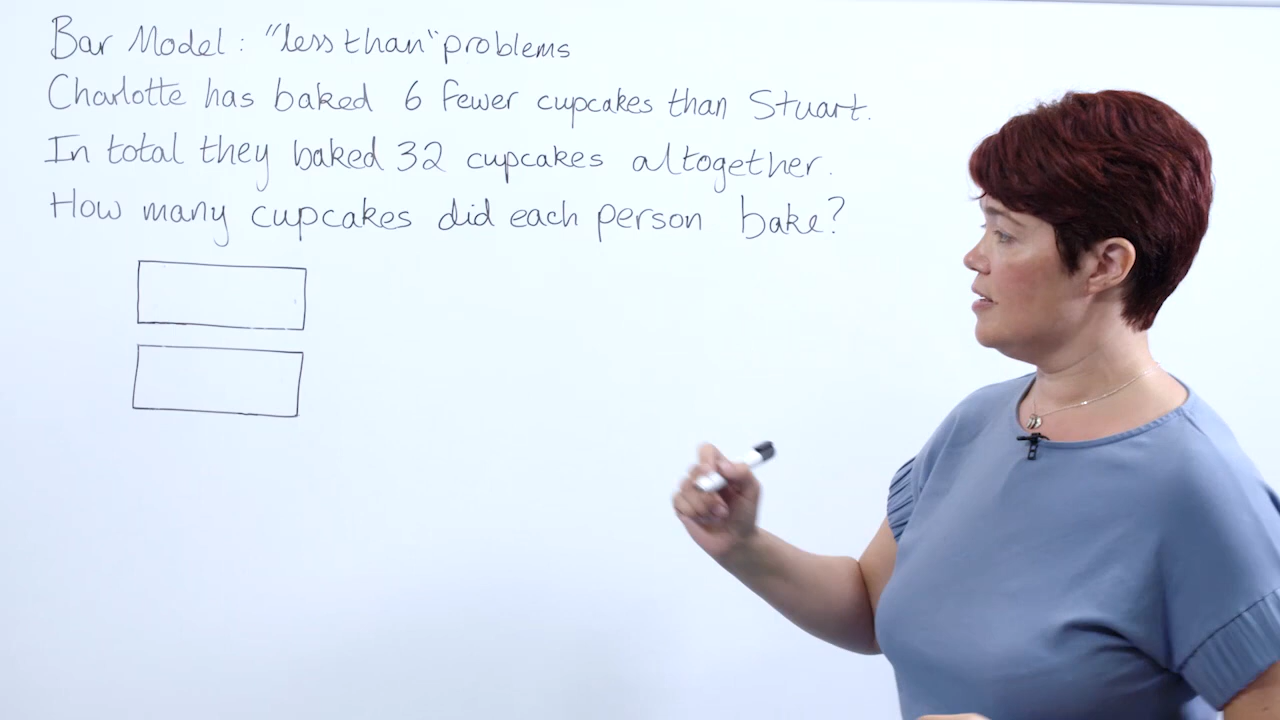 Bar Model: "less than" problems
Charlotte has baked 6 fewer cupcakes than Stuart.
In total they baked 32 cupcakes altogether.
How many cupcakes did each person bake?